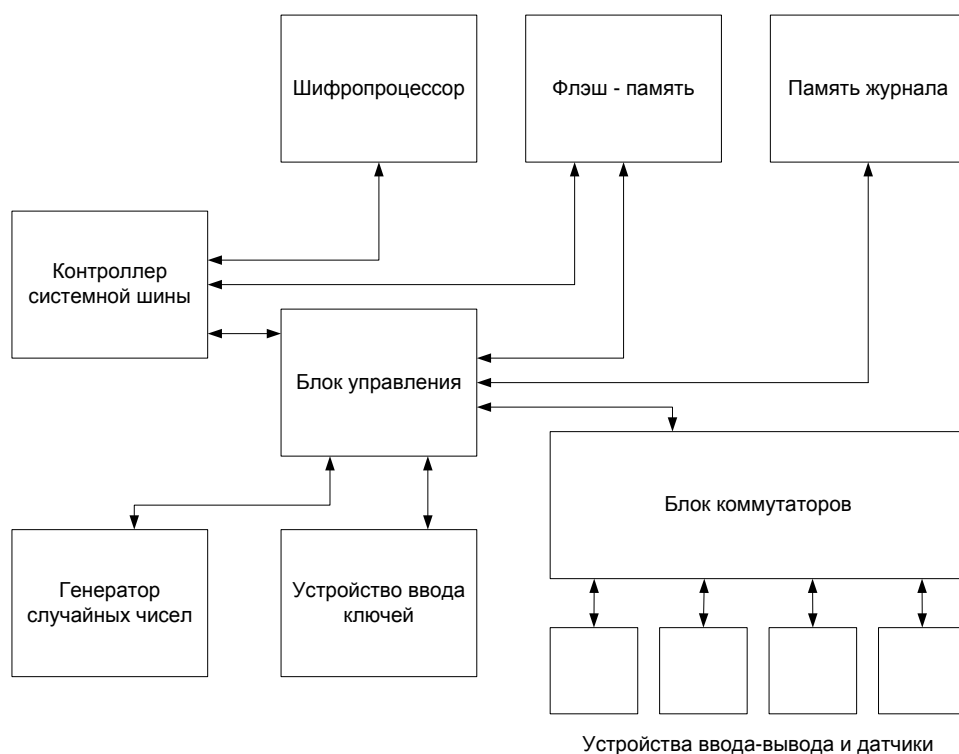 Шифропроцессор
Флэш - память
Память журнала
Контроллер
системной шины
Блок управления
Блок коммутаторов
Генератор
случайных чисел
Устройство ввода
ключей
Устройства ввода-вывода и датчики